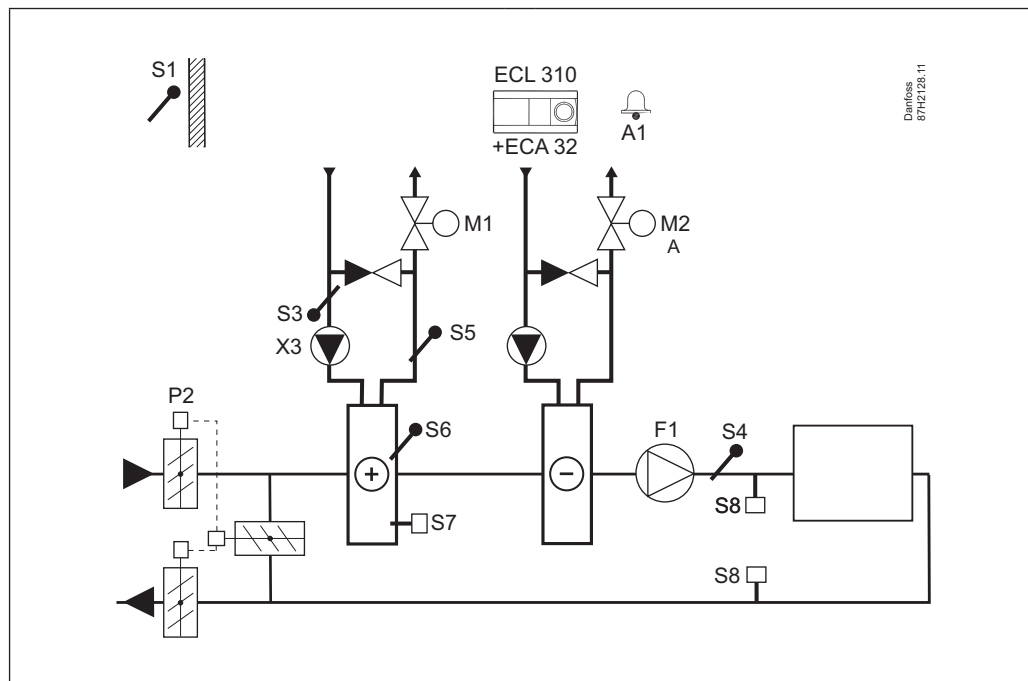 S1
ECL 310
+ECA 32
A1
Danfoss
87H2128.11
M1
M2
A
S3
S5
X3
P2
S6
F1
S4
+
−
S8
S7
S8